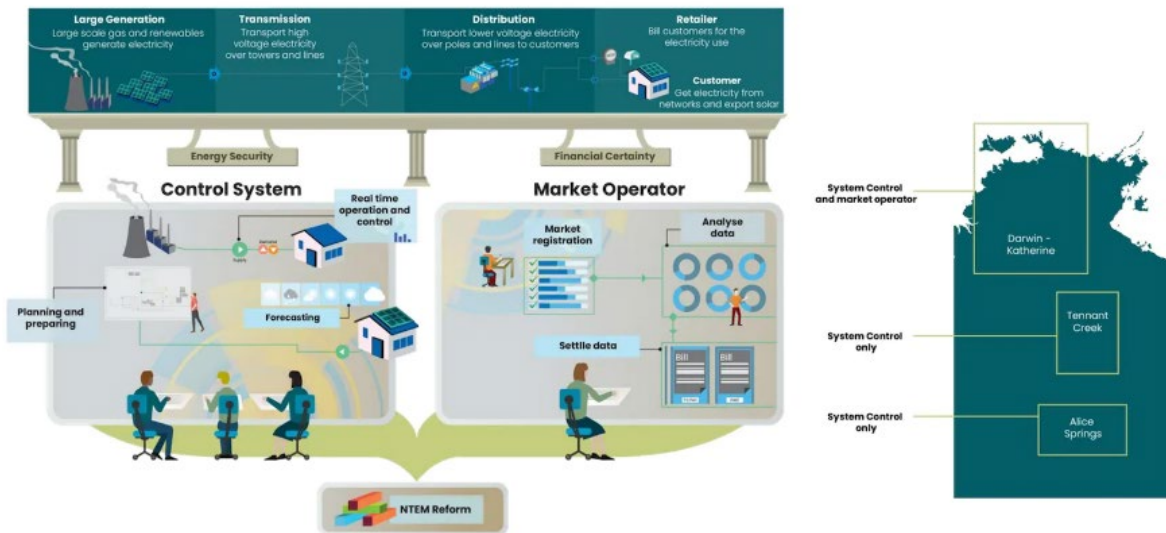 Large Generation
Large scale gas and renewables
generate electricity
Transmission
Transport high
voltage electricity
over towers and lines
Distribution
Transport lower voltage electricity
over poles and lines to customers
Retailer
Bill customers for the
electricity use
Customer
Get electricity from
networks and export solar
Energy Security
Financial Certainty
Control System
Real time
operation and
control
Planning and
preparing
Forecasting
Market Operator
Market
registration
Analyse
data
Settlle data
Bill
Bill
NTEM Reform
System Control
and market operator
Darwin -
Katherine
System Control
only
Tennant
Creek
System Control
only
Alice
Springs